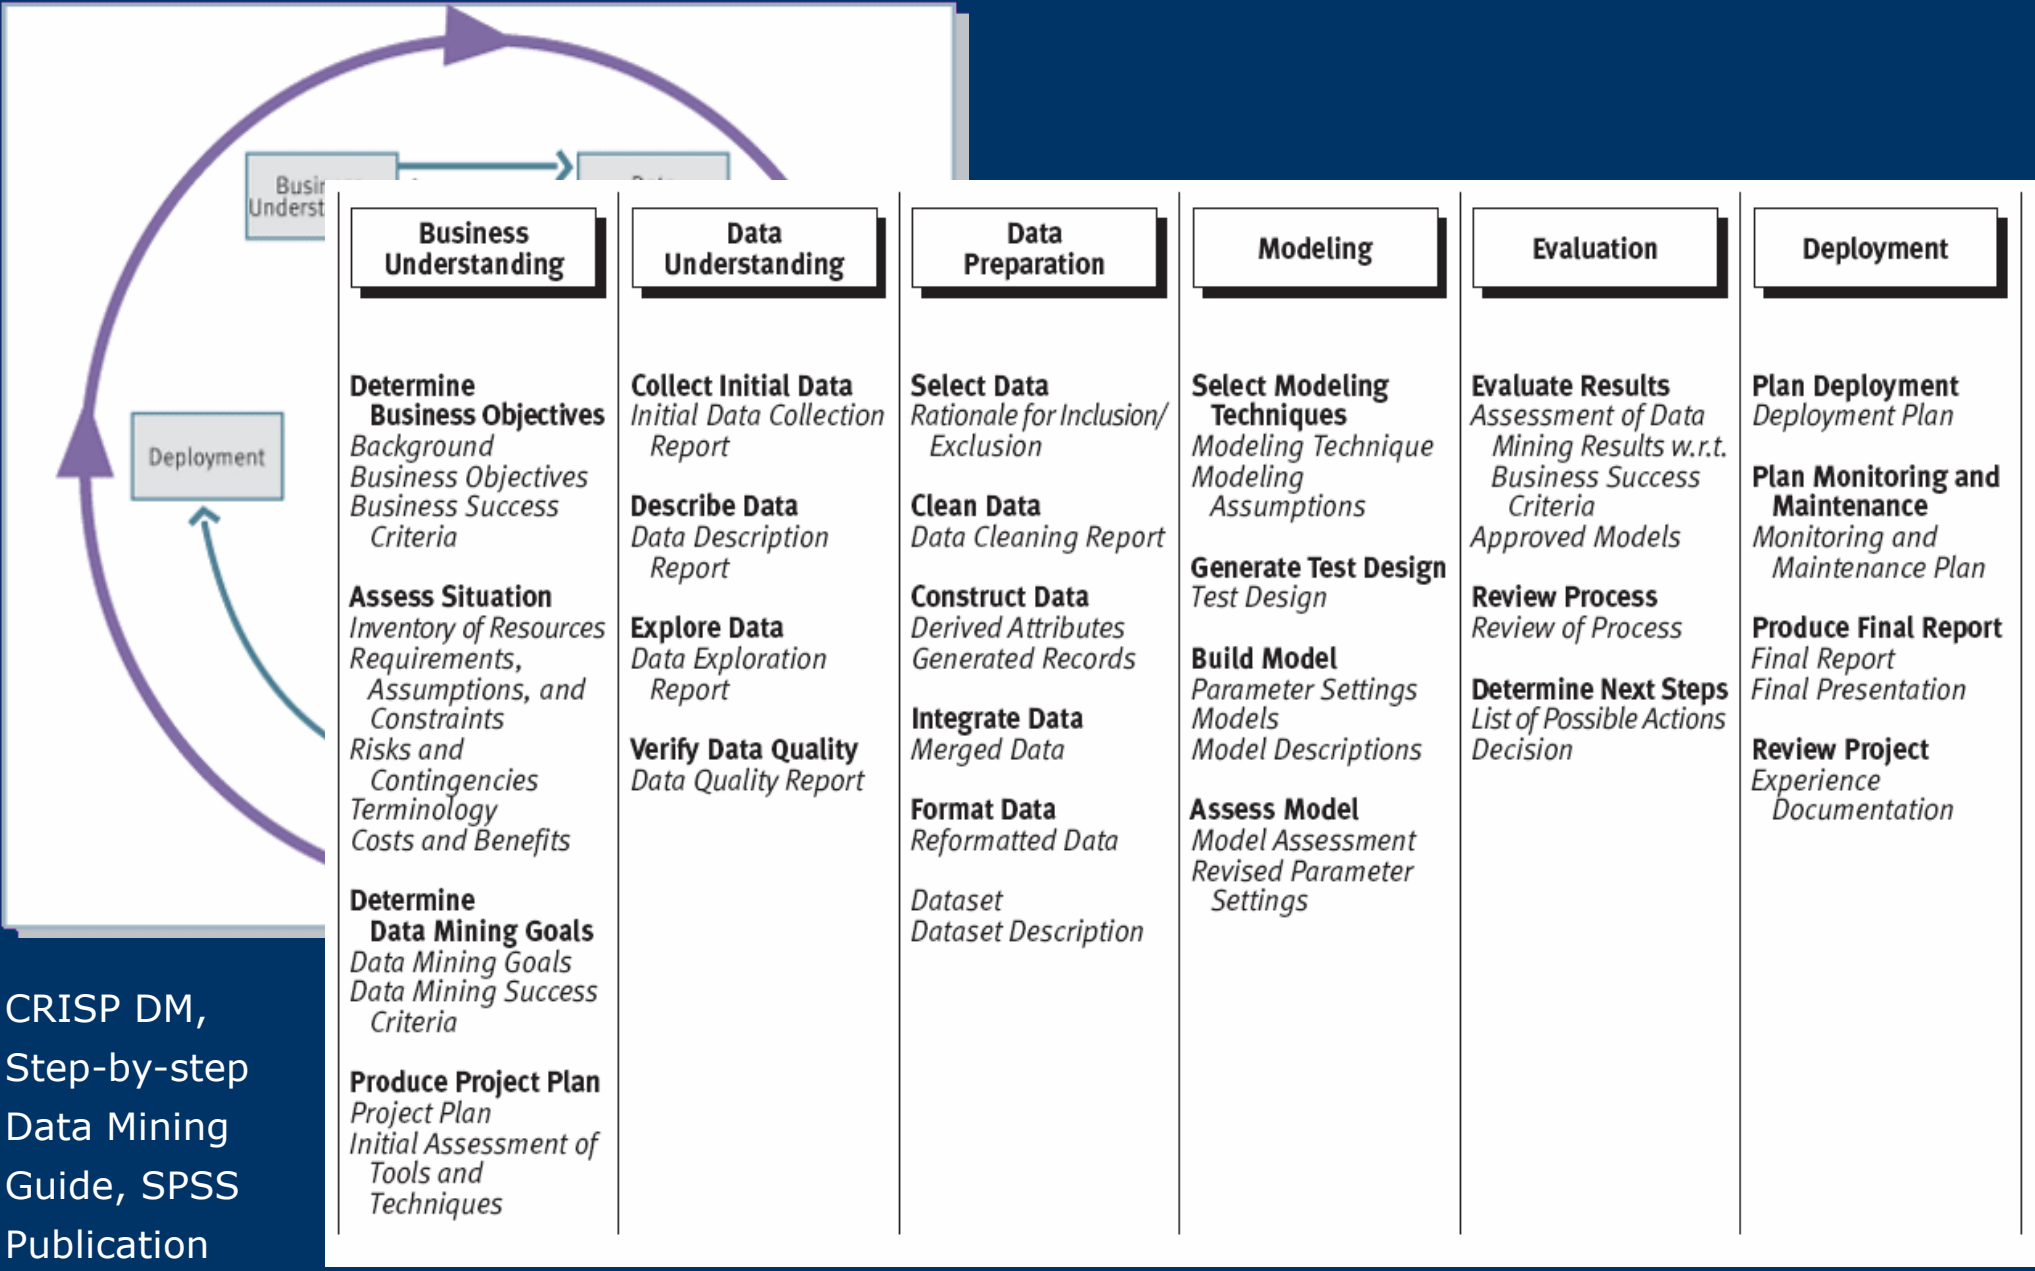 Busin
Underst
Data
Deployment
Business
Understanding
Determine
Business Objectives
Background
Business Objectives
Business Success
Criteria
Assess Situation
Inventory of Resources
Requirements,
Assumptions, and
Constraints
Risks and
Contingencies
Terminology
Costs and Benefits
Determine
Data Mining Goals
Data Mining Goals
Data Mining Success
Criteria
Produce Project Plan
Project Plan
Initial Assessment of
Tools and
Techniques
Data
Understanding
Collect Initial Data
Initial Data Collection
Report
Describe Data
Data Description
Report
Explore Data
Data Exploration
Report
Verify Data Quality
Data Quality Report
Data
Preparation
Select Data
Rationale for Inclusion/
Exclusion
Clean Data
Data Cleaning Report
Construct Data
Derived Attributes
Generated Records
Integrate Data
Merged Data
Format Data
Reformatted Data
Dataset
Dataset Description
Modeling
Select Modeling
Techniques
Modeling Technique
Modeling
Assumptions
Generate Test Design
Test Design
Build Model
Parameter Settings
Models
Model Descriptions
Assess Model
Model Assessment
Revised Parameter
Settings
Evaluation
Evaluate Results
Assessment of Data
Mining Results w.r.t.
Business Success
Criteria
Approved Models
Review Process
Review of Process
Determine Next Steps
List of Possible Actions
Decision
Deployment
Plan Deployment
Deployment Plan
Plan Monitoring and
Maintenance
Monitoring and
Maintenance Plan
Produce Final Report
Final Report
Final Presentation
Review Project
Experience
Documentation
CRISP DM,
Step-by-step
Data Mining
Guide, SPSS
Publication